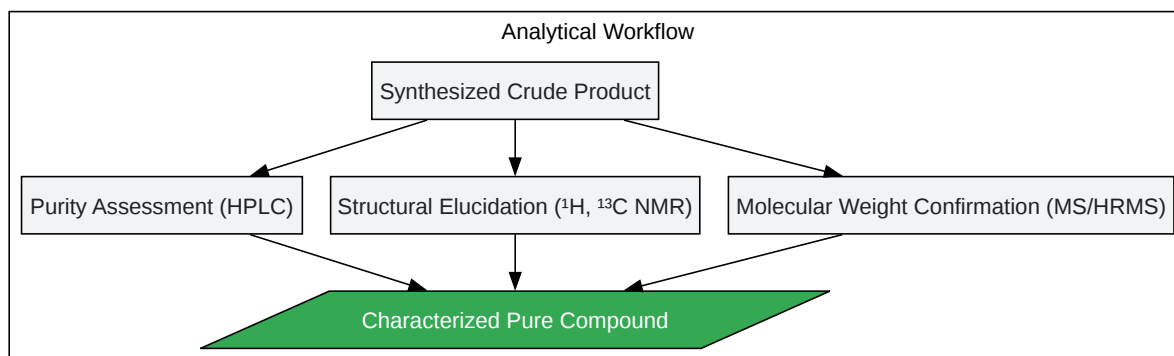 Analytical Workflow
Synthesized Crude Product
Purity Assessment (HPLC)
Structural Elucidation (¹H, ¹³C NMR)
Molecular Weight Confirmation (MS/HRMS)
Characterized Pure Compound